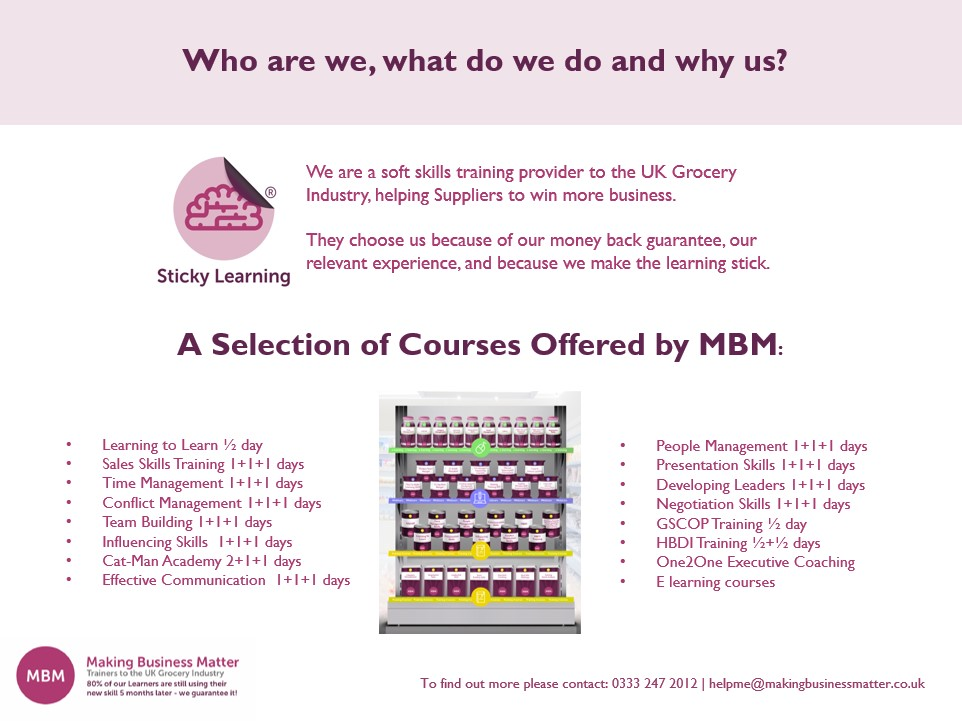 Who are we, what do we do and why us?
We are a soft skills training provider to the UK Grocery
Industry, helping Suppliers to win more business.
They choose us because of our money back guarantee, our
relevant experience, and because we make the learning stick.
®
Sticky Learning
A Selection of Courses Offered by MBM:
• Learning to Learn ½ day
• Sales Skills Training 1+1+1 days
• Time Management 1+1+1 days
• Conflict Management 1+1+1 days
• Team Building 1+1+1 days
• Influencing Skills  1+1+1 days
• Cat-Man Academy 2+1+1 days
• Effective Communication  1+1+1 days
• People Management 1+1+1 days
• Presentation Skills 1+1+1 days
• Developing Leaders 1+1+1 days
• Negotiation Skills 1+1+1 days
• GSCOP Training ½ day
• HBDI Training ½+½ days
• One2One Executive Coaching
• E learning courses
MBM
Making Business Matter
Trainers to the UK Grocery Industry
80% of our Learners are still using their
new skill 5 months later - we guarantee it!
To find out more please contact: 0333 247 2012 | helpme@makingbusinessmatter.co.uk